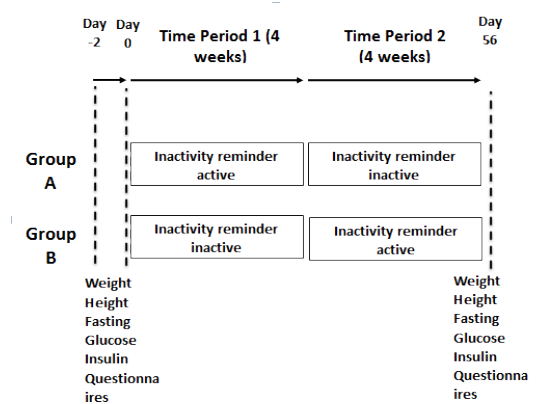 Day
-2
Day
0
Time Period 1 (4
weeks)
Time Period 2
(4 weeks)
Day
56
Group
A
Inactivity reminder
active
Inactivity reminder
inactive
Group
B
Inactivity reminder
inactive
Inactivity reminder
active
Weight
Height
Fasting
Glucose
Insulin
Questionna
ires
Weight
Height
Fasting
Glucose
Insulin
Questionna
ires